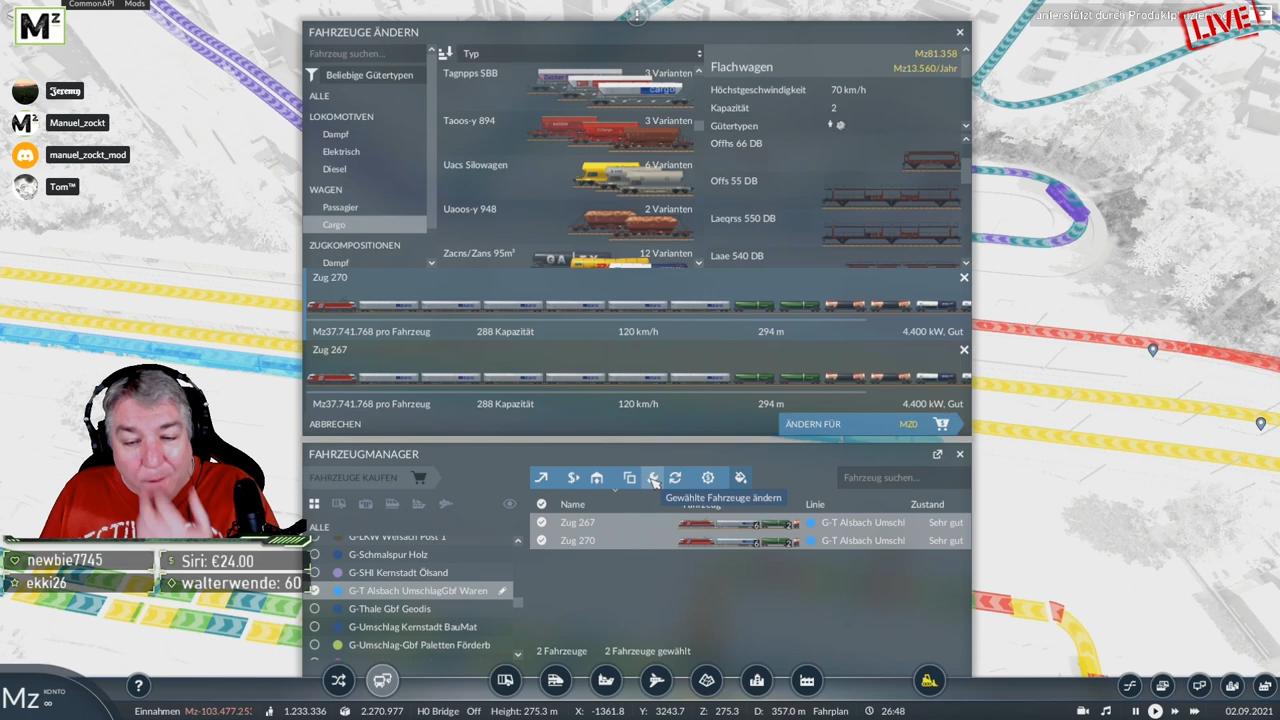 CommonAPI Mods
Mz
unterstützt durch Produktplatzierung
LIVE!
Jeremy
Manuel_zockt
manuel_zockt_mod
Tom™
FAHRZEUGE ÄNDERN
Fahrzeug suchen...
Beliebige Gütertypen
ALLE
LOKOMOTIVEN
Dampf
Elektrisch
Diesel
WAGEN
Passagier
Cargo
ZUGKOMPOSITIONEN
Dampf
Typ
Tagnpps SBB 3 Varianten
Taoos-y 894 3 Varianten
Uacs Silowagen 6 Varianten
Uaoos-y 948 2 Varianten
Zacns/Zans 95m³ 12 Varianten
Mz81.358
Flachwagen Mz13.560/Jahr
Höchstgeschwindigkeit 70 km/h
Kapazität 2
Gütertypen
Offhs 66 DB
Offs 55 DB
Laeqrss 550 DB
Laae 540 DB
Zug 270
Mz37.741.768 pro Fahrzeug 288 Kapazität 120 km/h 294 m 4.400 kW, Gut
Zug 267
Mz37.741.768 pro Fahrzeug 288 Kapazität 120 km/h 294 m 4.400 kW, Gut
ABBRECHEN ÄNDERN FÜR MZ0
FAHRZEUGMANAGER
FAHRZEUGE KAUFEN Fahrzeug suchen...
Gewählte Fahrzeuge ändern
Name Linie Zustand
Zug 267 G-T Alsbach Umschl Sehr gut
Zug 270 G-T Alsbach Umschl Sehr gut
ALLE
G-Schmalspur Holz
G-SHI Kernstadt Ölsand
G-T Alsbach UmschlagGbf Waren
G-Thale Gbf Geodis
G-Umschlag Kernstadt BauMat
G-Umschlag-Gbf Paletten Förderb
2 Fahrzeuge 2 Fahrzeuge gewählt
newbie7745 Siri: €24.00
ekki26 walterwende: 60
Mz KONTO ∞
?
Einnahmen Mz-103.477.25 1.233.336 2.270.977 H0 Bridge Off Height: 275.3 m X: -1361.8 Y: 3243.7 Z: 275.3 D: 357.0 m Fahrplan 26:48 02.09.2021